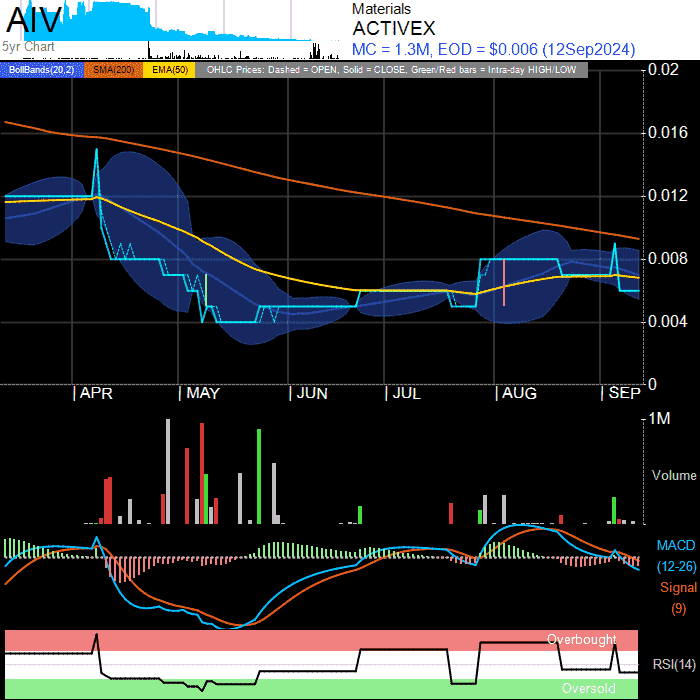 AIV
5yr Chart
Materials
ACTIVEX
MC = 1.3M, EOD = $0.006 (12Sep2024)
BollBands(20,2) SMA(200) EMA(50) OHLC Prices: Dashed = OPEN, Solid = CLOSE, Green/Red bars = Intra-day HIGH/LOW
0.02
0.016
0.012
0.008
0.004
0
APR MAY JUN JUL AUG SEP
1M
Volume
MACD
(12-26)
Signal
(9)
Overbought
RSI(14)
Oversold